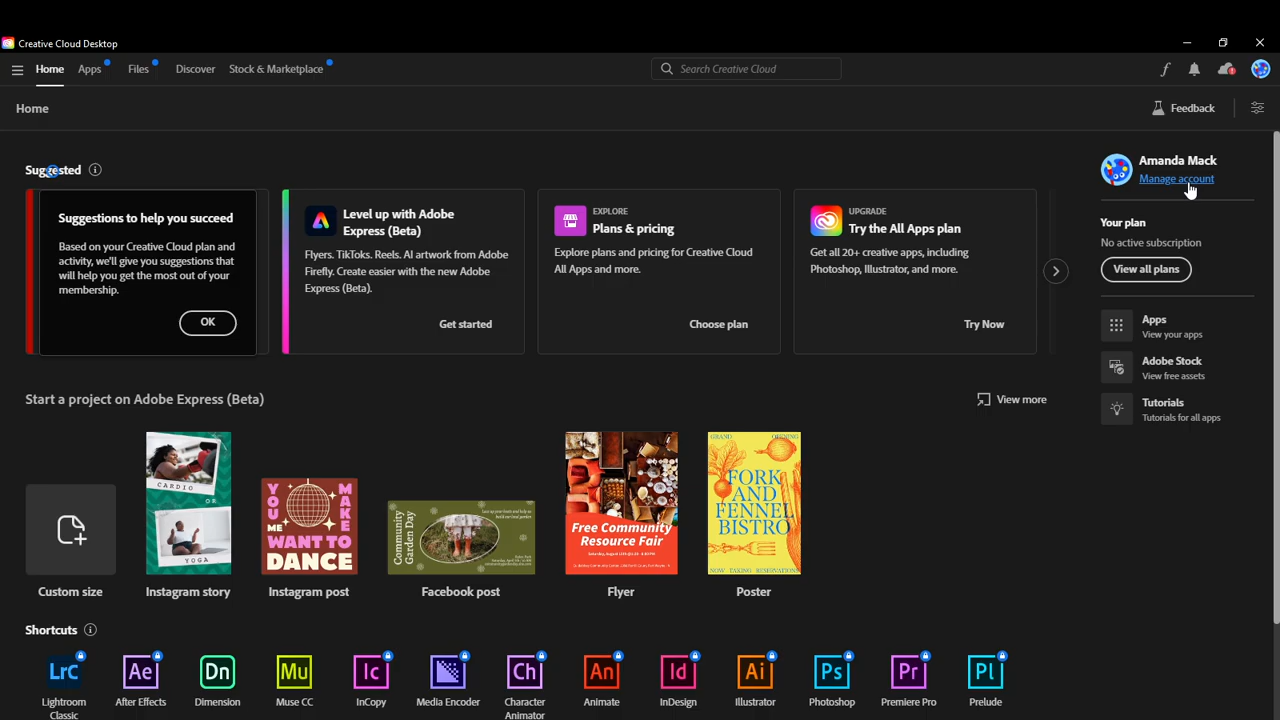 Creative Cloud Desktop
Home Apps Files Discover Stock & Marketplace
Search Creative Cloud
Home
Feedback
Suggested
Suggestions to help you succeed
Based on your Creative Cloud plan and
activity, we'll give you suggestions that
will help you get the most out of your
membership.
OK
Level up with Adobe
Express (Beta)
Flyers. TikToks. Reels. AI artwork from Adobe
Firefly. Create easier with the new Adobe
Express (Beta).
Get started
EXPLORE
Plans & pricing
Explore plans and pricing for Creative Cloud
All Apps and more.
Choose plan
UPGRADE
Try the All Apps plan
Get all 20+ creative apps, including
Photoshop, Illustrator, and more.
Try Now
Amanda Mack
Manage account
Your plan
No active subscription
View all plans
Apps
View your apps
Adobe Stock
View free assets
Tutorials
Tutorials for all apps
Start a project on Adobe Express (Beta)
View more
CARDIO
OR
YOGA
YOU MAKE
ME
WANT TO
DANCE
Community
Garden Day
Free Community
Resource Fair
GRAND OPENING
FORK
AND
FENNEL
BISTRO
NOW TAKING RESERVATIONS
Custom size
Instagram story
Instagram post
Facebook post
Flyer
Poster
Shortcuts
LrC Ae Dn Mu Ic Ch An Id Ai Ps Pr Pl
Lightroom
Classic
After Effects
Dimension
Muse CC
InCopy
Media Encoder
Character
Animator
Animate
InDesign
Illustrator
Photoshop
Premiere Pro
Prelude